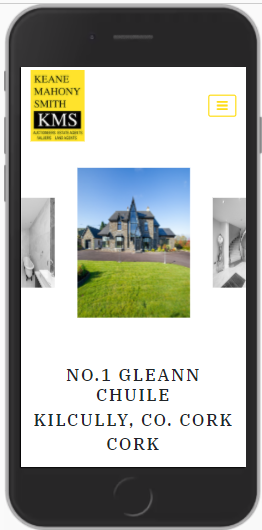 KEANE
MAHONY
SMITH
KMS
AUCTIONEERS, ESTATE AGENTS,
VALUERS LAND AGENTS
NO.1 GLEANN
CHUILE
KILCULLY, CO. CORK
CORK